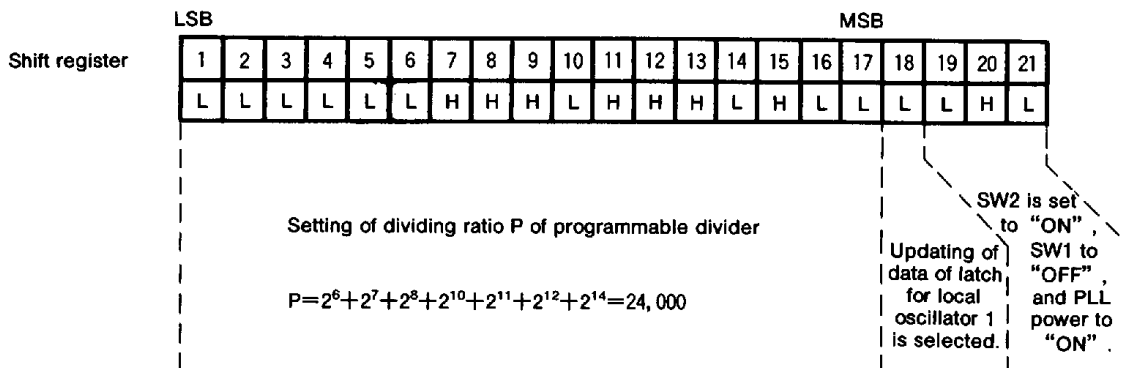 LSB MSB
Shift register 1 2 3 4 5 6 7 8 9 10 11 12 13 14 15 16 17 18 19 20 21
L L L L L L H H H L H H H L H L L L L H L
Setting of dividing ratio P of programmable divider
P=2⁶+2⁷+2⁸+2¹⁰+2¹¹+2¹²+2¹⁴=24,000
Updating of
data of latch
for local
oscillator 1
is selected.
SW2 is set
to “ON”,
SW1 to
“OFF”,
and PLL
power to
“ON”.